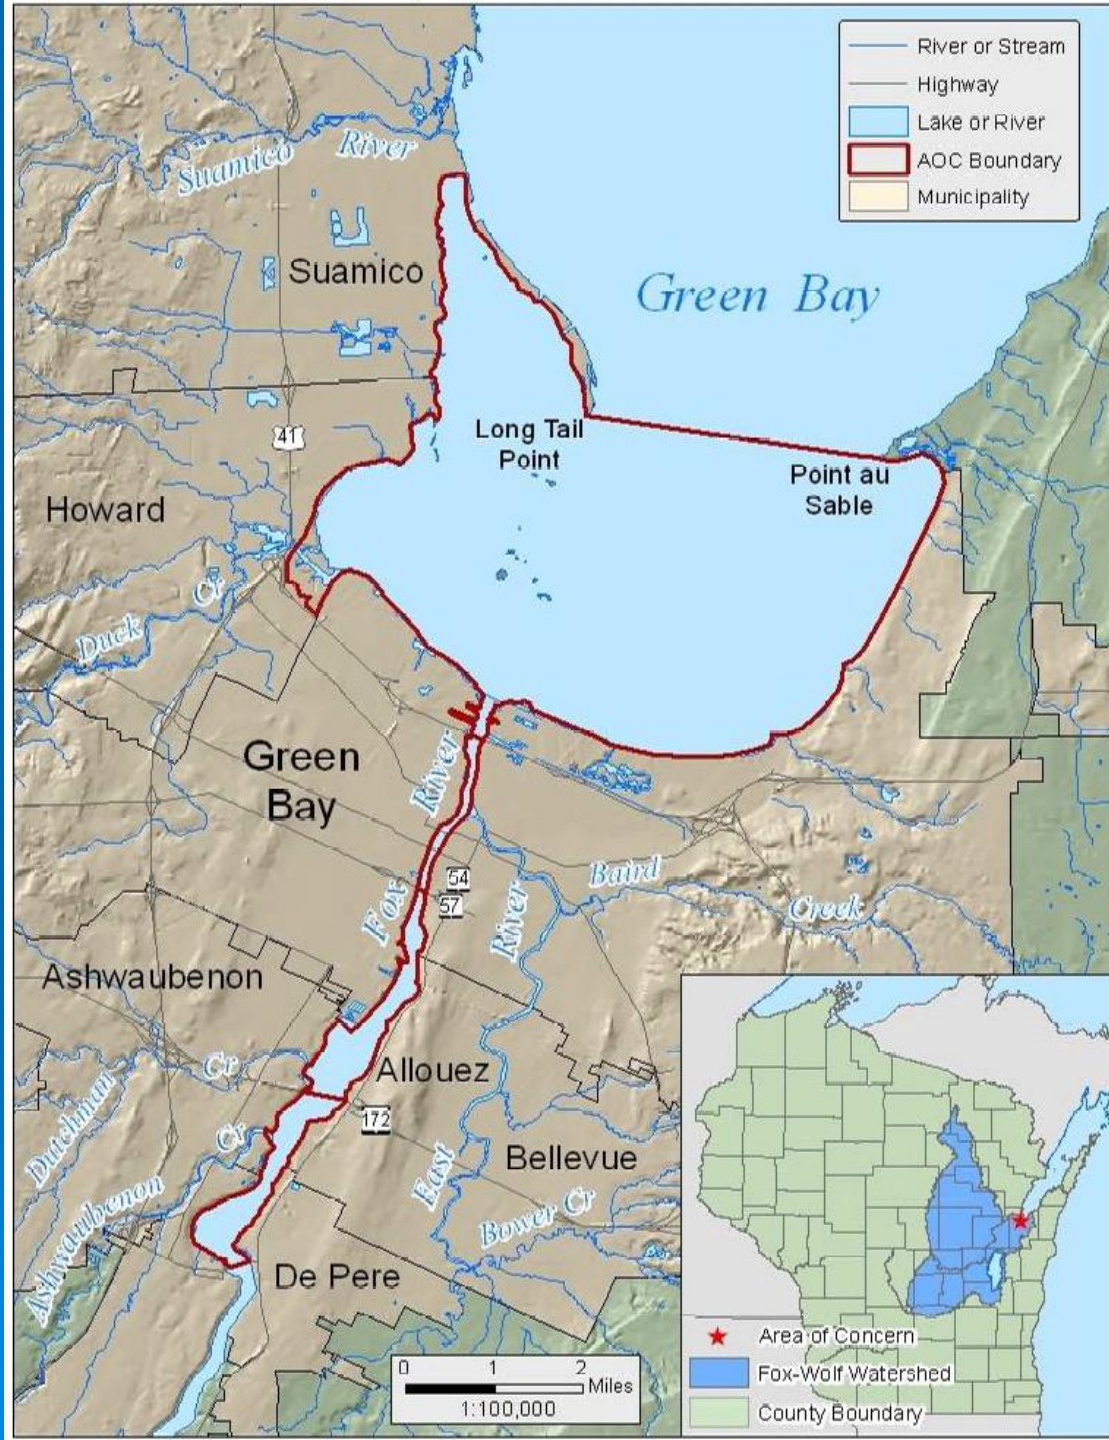 River or Stream
Highway
Lake or River
AOC Boundary
Municipality
Suamico River
Suamico
Green Bay
41
Long Tail
Point
Point au
Sable
Howard
Duck Cr
Green
Bay
Fox River
54
57
East River
Baird Creek
Ashwaubenon
Dutchman Cr
Allouez
172
Ashwaubenon Cr
Bellevue
Bower Cr
De Pere
0 1 2
Miles
1:100,000
Area of Concern
Fox-Wolf Watershed
County Boundary